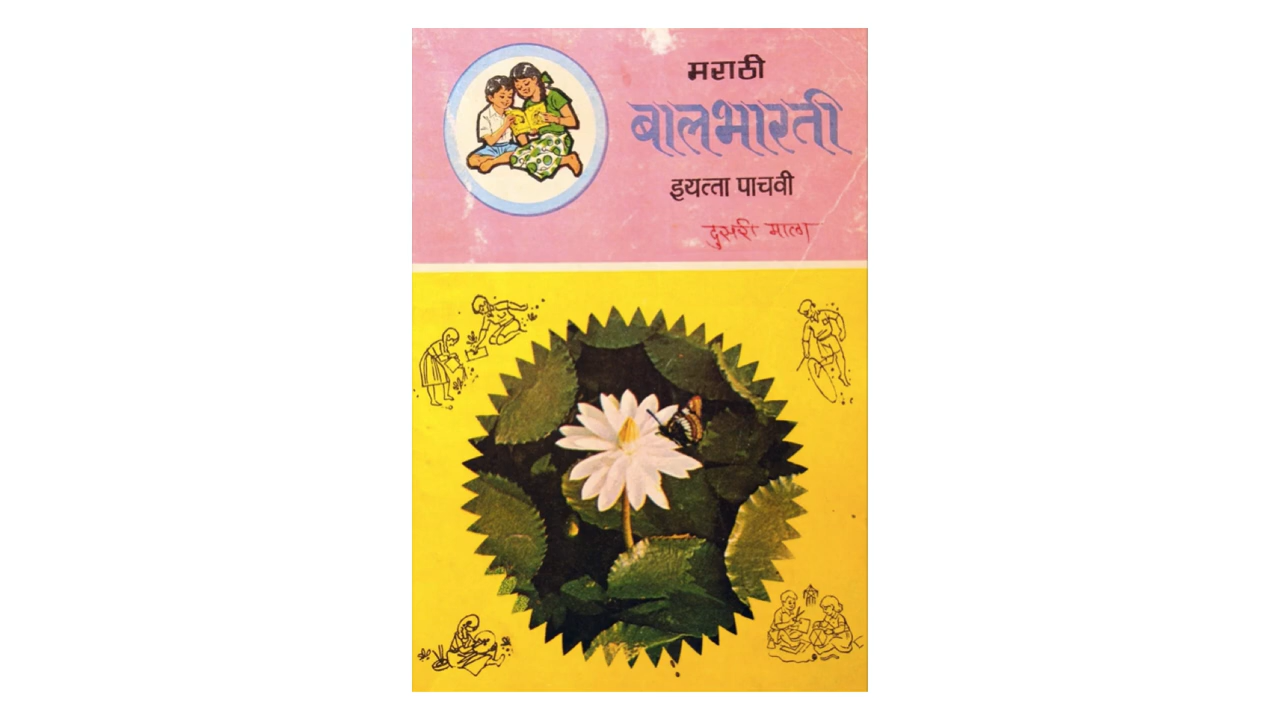 मराठी
बालभारती
इयत्ता पाचवी
दुसरी माला